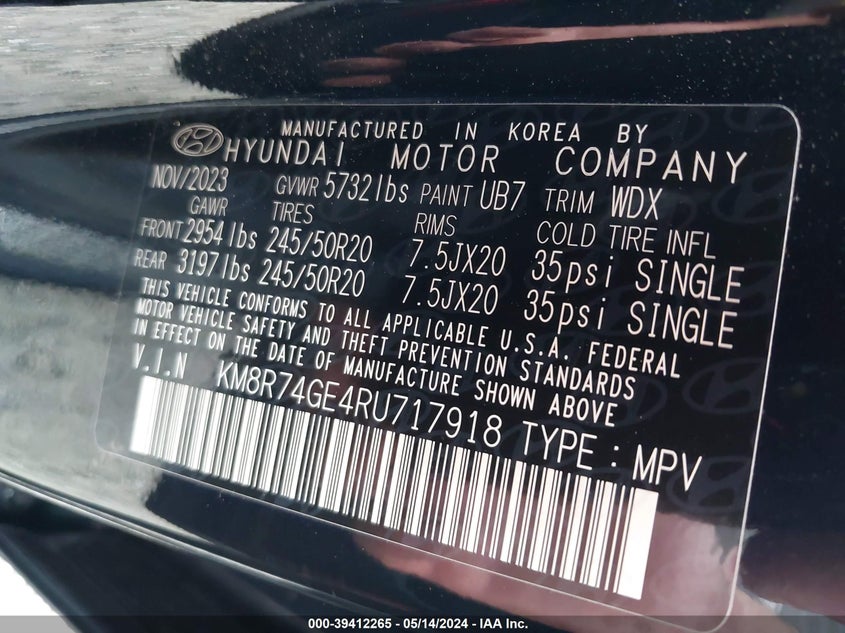 MANUFACTURED IN KOREA BY
HYUNDAI MOTOR COMPANY
NOV/2023 GVWR 5732lbs PAINT UB7 TRIM WDX
GAWR TIRES RIMS COLD TIRE INFL
FRONT 2954lbs 245/50R20 7.5JX20 35psi SINGLE
REAR 3197lbs 245/50R20 7.5JX20 35psi SINGLE
THIS VEHICLE CONFORMS TO ALL APPLICABLE U.S.A. FEDERAL
MOTOR VEHICLE SAFETY AND THEFT PREVENTION STANDARDS
IN EFFECT ON THE DATE OF MANUFACTURE SHOWN ABOVE
V.I.N KM8R74GE4RU717918 TYPE : MPV
000-39412265 - 05/14/2024 - IAA Inc.